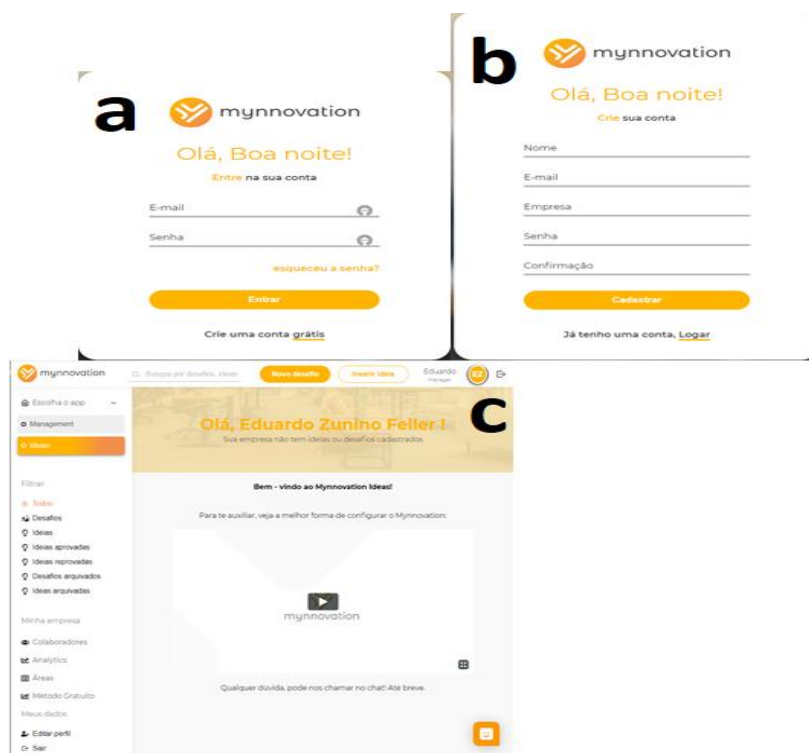 a
mynnovation
Olá, Boa noite!
Entre na sua conta
E-mail
Senha
esqueceu a senha?
Entrar
Crie uma conta grátis
b
mynnovation
Olá, Boa noite!
Crie sua conta
Nome
E-mail
Empresa
Senha
Confirmação
Cadastrar
Já tenho uma conta, Logar
mynnovation
Busque por desafios, ideias
Novo desafio
Inserir ideia
Eduardo
manager
EZ
c
Escolha o app
Management
Ideias
Olá, Eduardo Zunino Feller !
Sua empresa não tem ideias ou desafios cadastrados
Filtrar
Todos
Desafios
Ideias
Ideias aprovadas
Ideias reprovadas
Desafios arquivados
Ideas arquivadas
Minha empresa
Colaboradores
Analytics
Áreas
Método Gratuito
Meus dados
Editar perfil
Sair
Bem - vindo ao Mynnovation Ideas!
Para te auxiliar, veja a melhor forma de configurar o Mynnovation:
mynnovation
Qualquer dúvida, pode nos chamar no chat! Até breve.